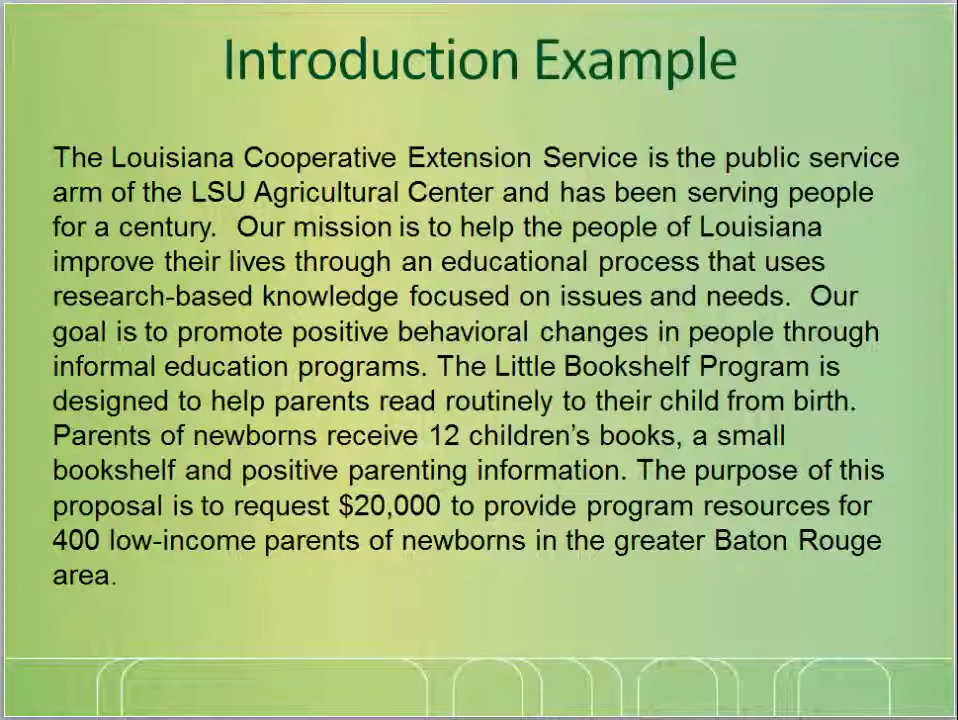 Introduction Example
The Louisiana Cooperative Extension Service is the public service
arm of the LSU Agricultural Center and has been serving people
for a century.  Our mission is to help the people of Louisiana
improve their lives through an educational process that uses
research-based knowledge focused on issues and needs.  Our
goal is to promote positive behavioral changes in people through
informal education programs. The Little Bookshelf Program is
designed to help parents read routinely to their child from birth.
Parents of newborns receive 12 children’s books, a small
bookshelf and positive parenting information. The purpose of this
proposal is to request $20,000 to provide program resources for
400 low-income parents of newborns in the greater Baton Rouge
area.